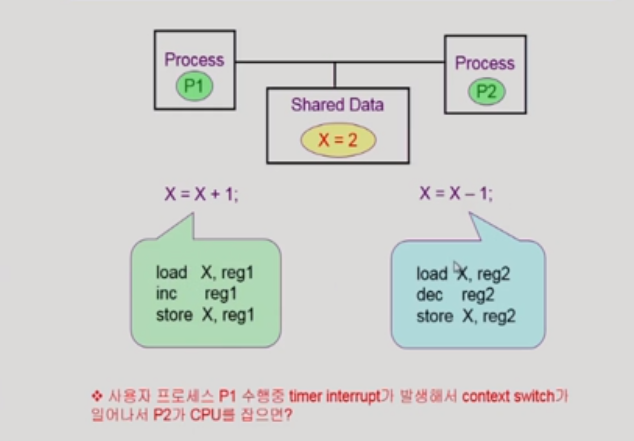 Process
P1
Process
P2
Shared Data
X = 2
X = X + 1;
X = X – 1;
load X, reg1
inc reg1
store X, reg1
load X, reg2
dec reg2
store X, reg2
❖ 사용자 프로세스 P1 수행중 timer interrupt가 발생해서 context switch가
일어나서 P2가 CPU를 잡으면?